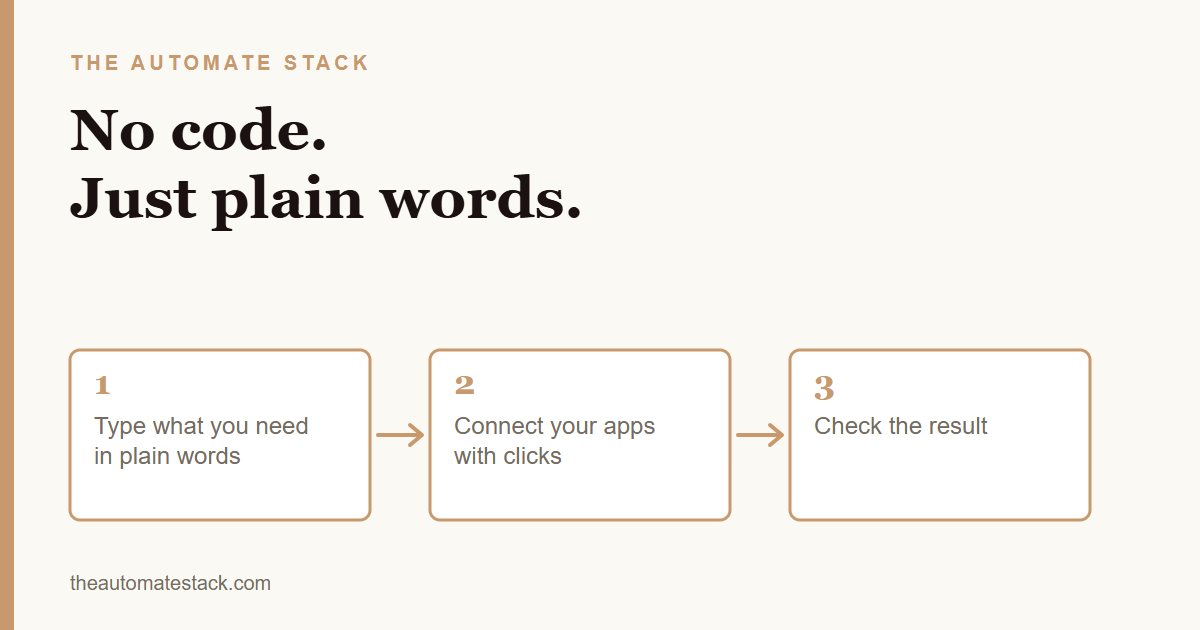 THE AUTOMATE STACK
No code.
Just plain words.
1
Type what you need
in plain words
2
Connect your apps
with clicks
3
Check the result
theautomatestack.com